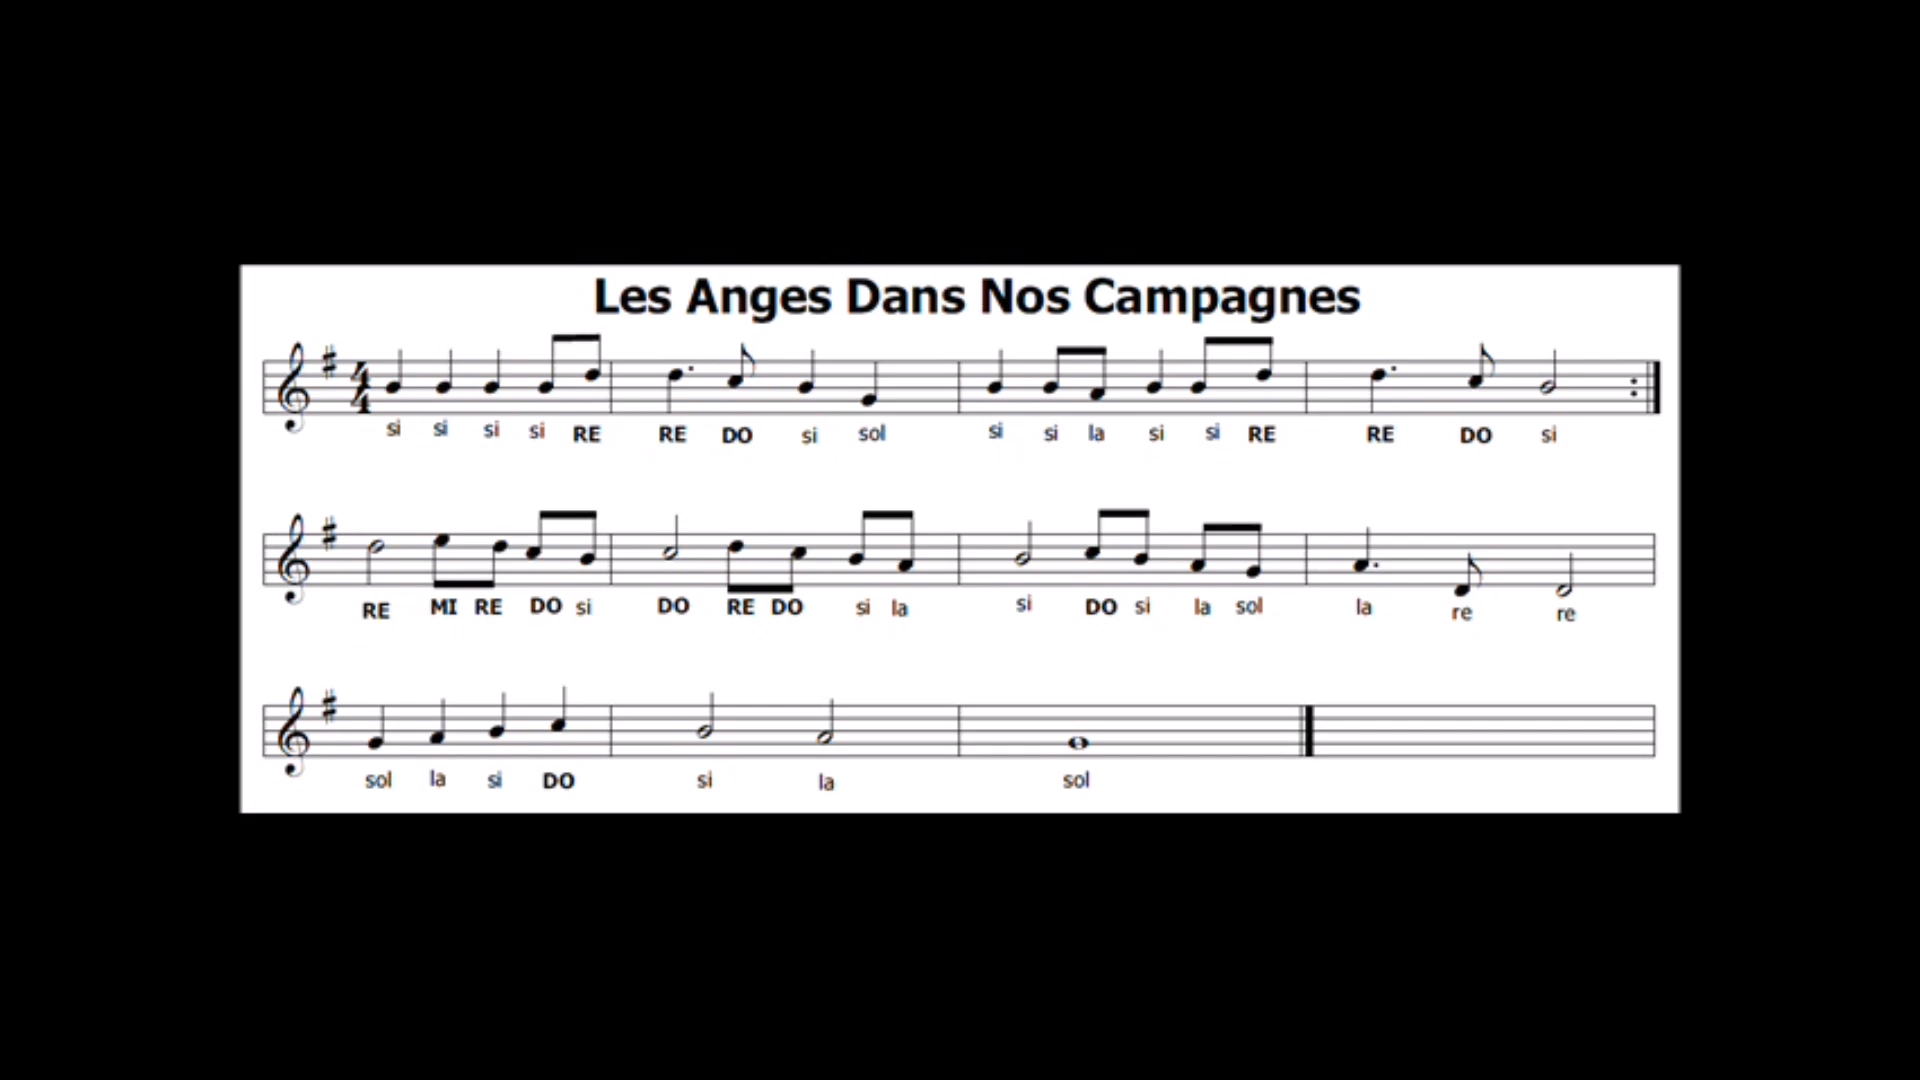 Les Anges Dans Nos Campagnes
4 4
si si si si RE RE DO si sol si si la si si RE RE DO si
RE MI RE DO si DO RE DO si la si DO si la sol la re re
sol la si DO si la sol